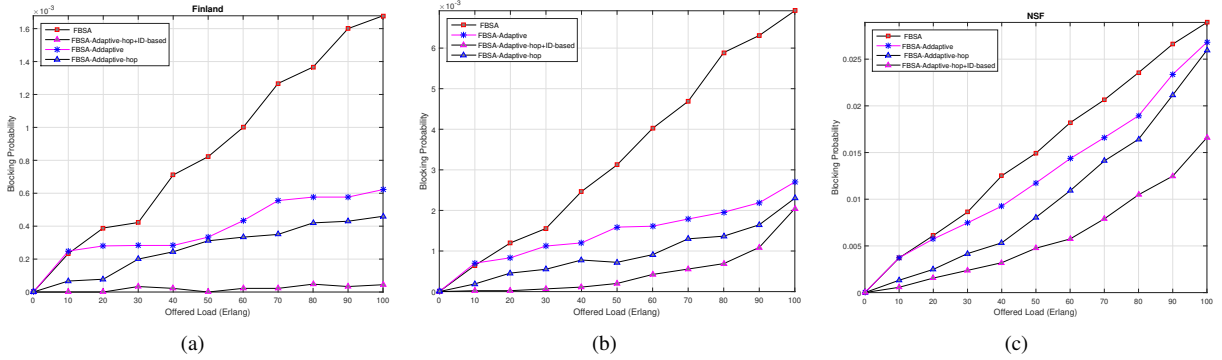 Finland
×10⁻³
1.6
1.4
1.2
1
0.8
0.6
0.4
0.2
0
Blocking Probability
FBSA
FBSA-Adaptive-hop+ID-based
FBSA-Addaptive
FBSA-Addaptive-hop
0 10 20 30 40 50 60 70 80 90 100
Offered Load (Erlang)
(a)
×10⁻³
6
5
4
3
2
1
0
Blocking Probability
FBSA
FBSA-Adaptive
FBSA-Adaptive-hop+ID-based
FBSA-Adaptive-hop
0 10 20 30 40 50 60 70 80 90 100
Offered Load (Erlang)
(b)
NSF
0.025
0.02
0.015
0.01
0.005
0
Blocking Probability
FBSA
FBSA-Addaptive
FBSA-Addaptive-hop
FBSA-Adaptive-hop+ID-based
0 10 20 30 40 50 60 70 80 90 100
Offered Load (Erlang)
(c)